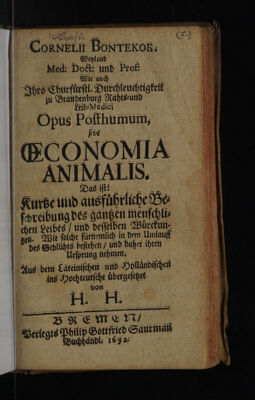 CORNELII BONTEKOE,
Weyland
Med: Doct: und Prof:
Wie auch
Ihro Churfürstl. Durchleuchtigkeit
zu Brandenburg Rahts-und
Leib-Medici
Opus Posthumum,
sive
ŒCONOMIA
ANIMALIS.
Das ist:
Kurtze und ausführliche Be-
schreibung des gantzen menschli-
chen Leibes / und desselben Würckun-
gen. Wie solche fürnemlich in dem Umlauff
des Geblühts bestehen / und daher ihren
Ursprung nehmen.
Aus dem Lateinischen und Holländischen
ins Hochteutsche übergesetzet
von
H. H.
BREMEN /
Verlegts Philip Gottfried Saurman
Buchhändl. 1692.